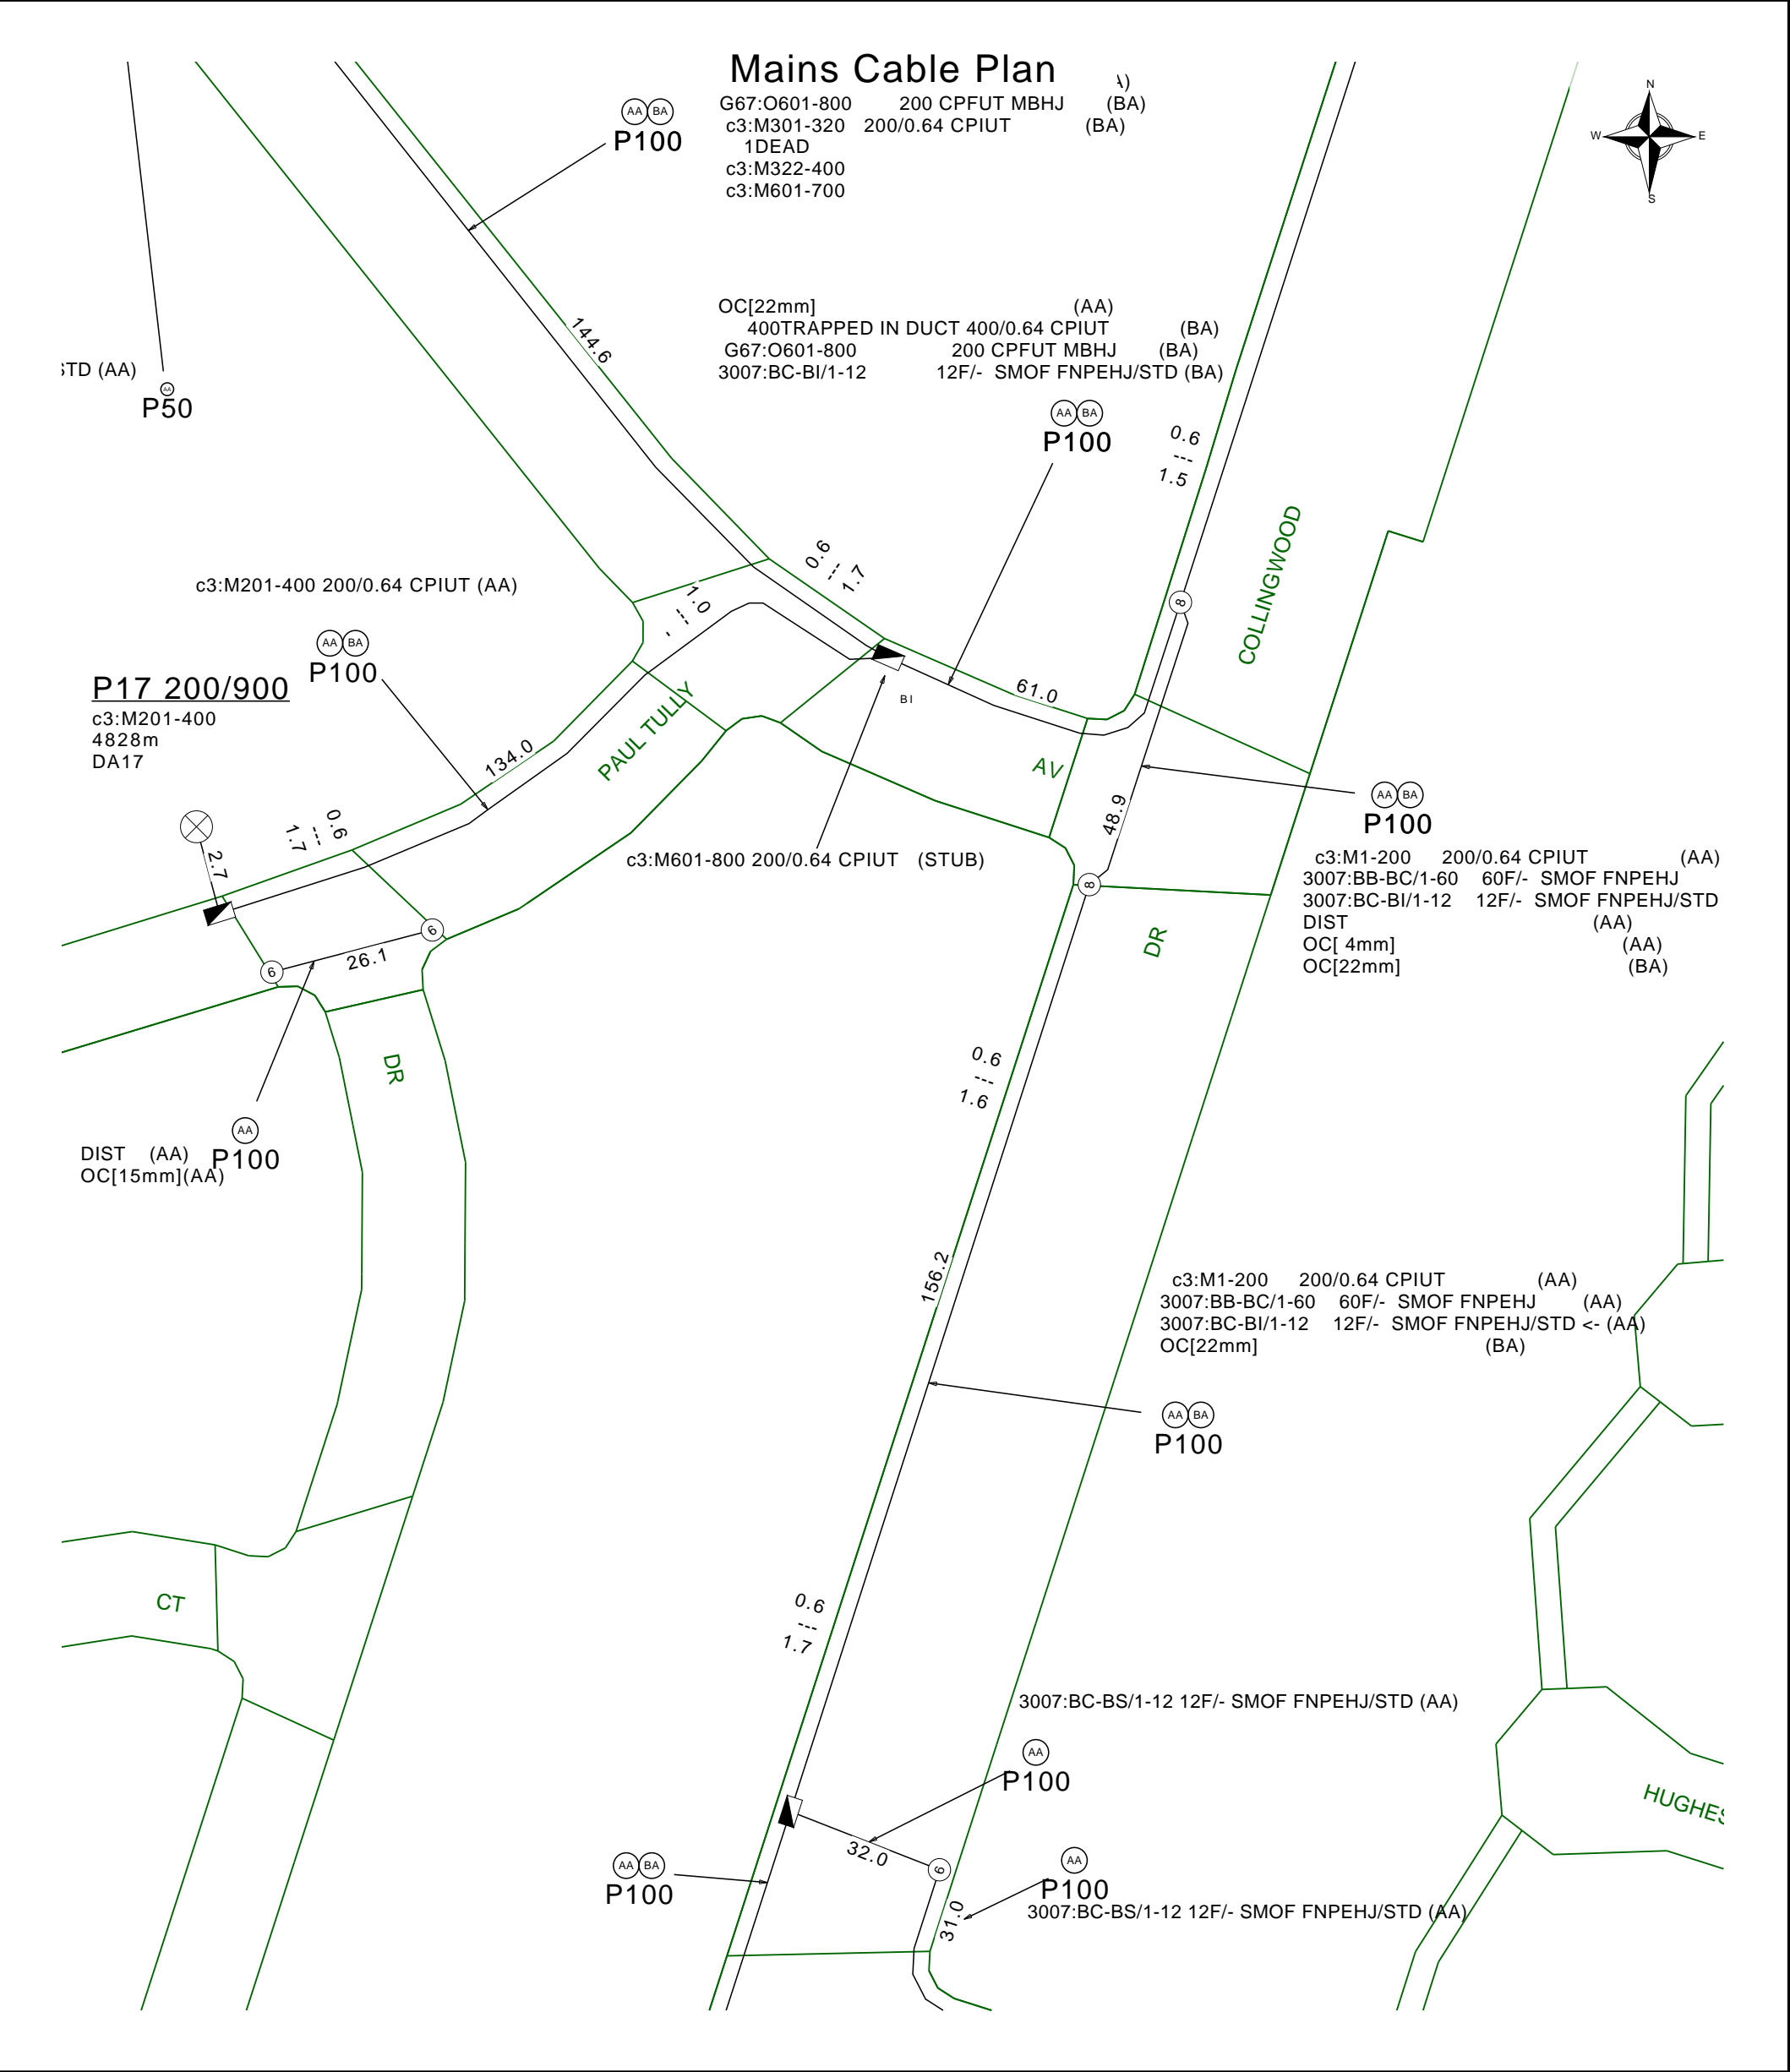 Mains Cable Plan
G67:O601-800 200 CPFUT MBHJ (BA)
c3:M301-320 200/0.64 CPIUT (BA)
1DEAD
c3:M322-400
c3:M601-700
AA BA
P100
N
W E
S
144.6
OC[22mm] (AA)
400TRAPPED IN DUCT 400/0.64 CPIUT (BA)
G67:O601-800 200 CPFUT MBHJ (BA)
3007:BC-BI/1-12 12F/- SMOF FNPEHJ/STD (BA)
AA BA
P100
(AA)
AA
P50
0.6
---
1.5
COLLINGWOOD
8
0.6
---
1.7
1.0
c3:M201-400 200/0.64 CPIUT (AA)
AA BA
P100
P17 200/900
c3:M201-400
4828m
DA17
134.0
PAUL TULLY
BI
61.0
AV
48.9
AA BA
P100
c3:M601-800 200/0.64 CPIUT (STUB)
c3:M1-200 200/0.64 CPIUT (AA)
3007:BB-BC/1-60 60F/- SMOF FNPEHJ
3007:BC-BI/1-12 12F/- SMOF FNPEHJ/STD
DIST (AA)
OC[ 4mm] (AA)
OC[22mm] (BA)
0.6
---
1.7
2.7
8
6
6
26.1
DR
DR
0.6
---
1.6
AA
DIST (AA) P100
OC[15mm](AA)
156.2
c3:M1-200 200/0.64 CPIUT (AA)
3007:BB-BC/1-60 60F/- SMOF FNPEHJ (AA)
3007:BC-BI/1-12 12F/- SMOF FNPEHJ/STD <- (AA)
OC[22mm] (BA)
AA BA
P100
CT
0.6
---
1.7
3007:BC-BS/1-12 12F/- SMOF FNPEHJ/STD (AA)
AA
P100
HUGHES
32.0
6
AA BA
P100
AA
P100
31.0
3007:BC-BS/1-12 12F/- SMOF FNPEHJ/STD (AA)